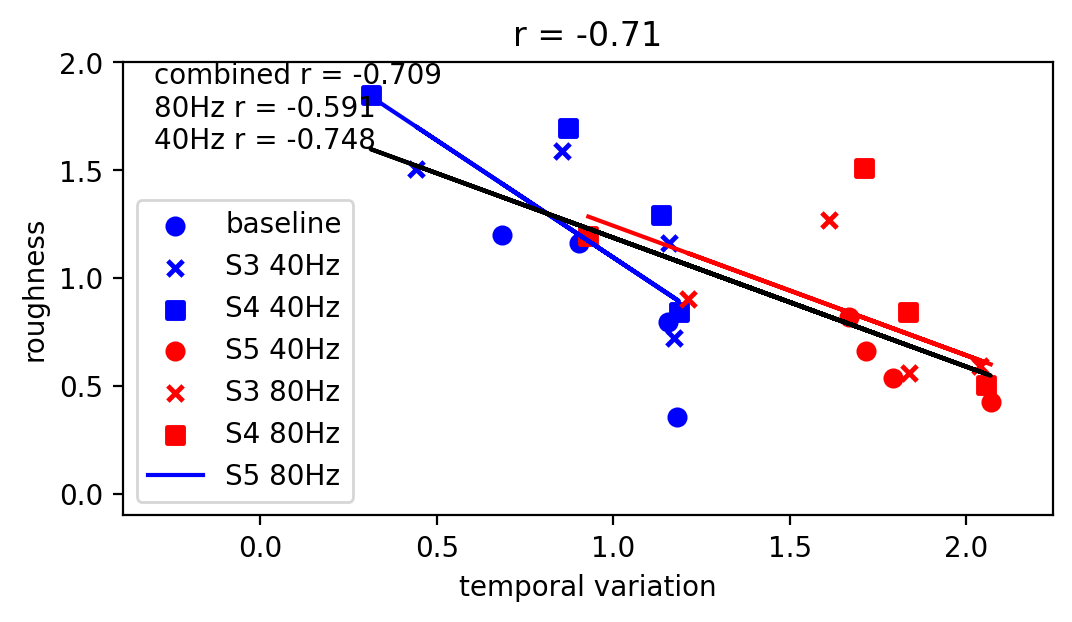 r = -0.71
combined r = -0.709
80Hz r = -0.591
40Hz r = -0.748
baseline
S3 40Hz
S4 40Hz
S5 40Hz
S3 80Hz
S4 80Hz
S5 80Hz
2.0
1.5
1.0
0.5
0.0
roughness
0.0 0.5 1.0 1.5 2.0
temporal variation